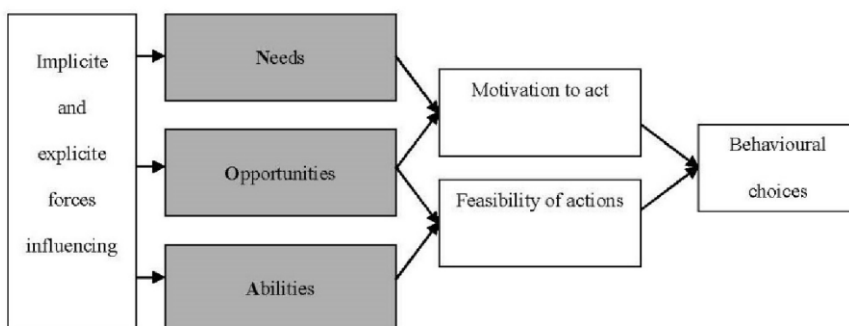 Implicite
and
explicite
forces
influencing
Needs
Opportunities
Abilities
Motivation to act
Feasibility of actions
Behavioural
choices